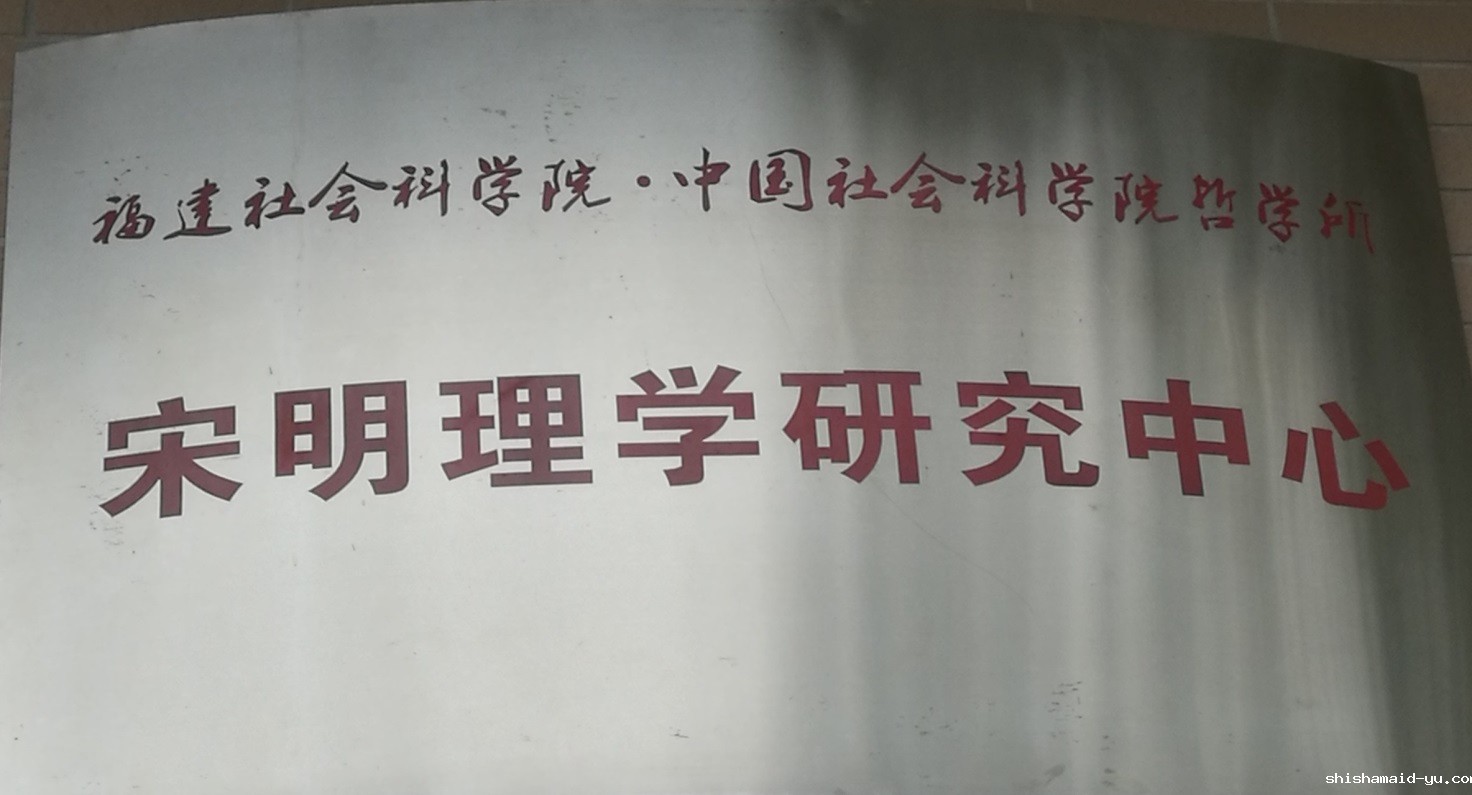 福建社会科学院·中国社会科学院哲学所
宋明理学研究中心
shishamaid-yu.com